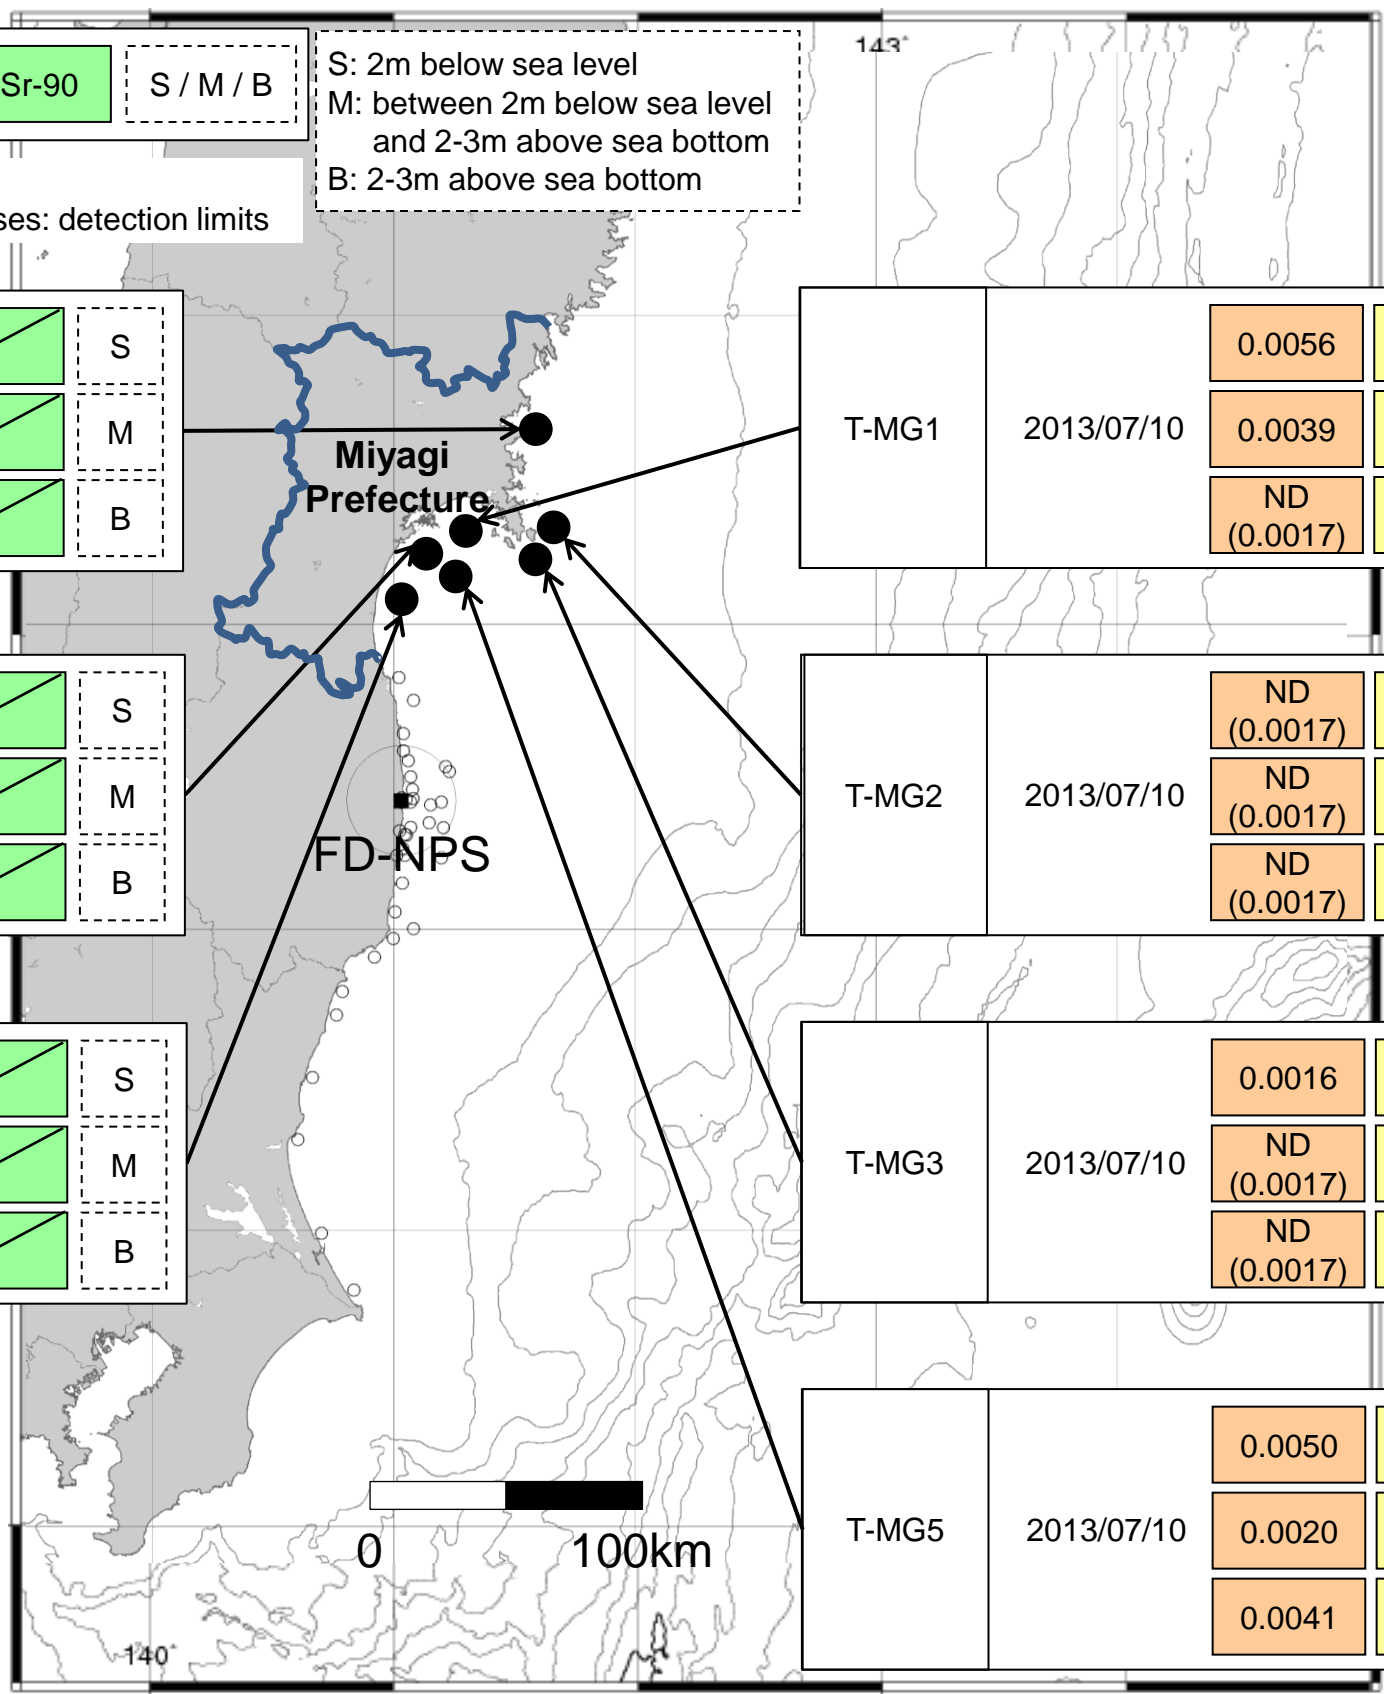 Sr-90
S / M / B
S: 2m below sea level
M: between 2m below sea level
and 2-3m above sea bottom
B: 2-3m above sea bottom
ses: detection limits
143°
S
M
B
Miyagi
Prefecture
T-MG1
2013/07/10
0.0056
0.0039
ND
(0.0017)
S
M
B
T-MG2
2013/07/10
ND
(0.0017)
ND
(0.0017)
ND
(0.0017)
FD-NPS
S
M
B
T-MG3
2013/07/10
0.0016
ND
(0.0017)
ND
(0.0017)
T-MG5
2013/07/10
0.0050
0.0020
0.0041
0
100km
140°